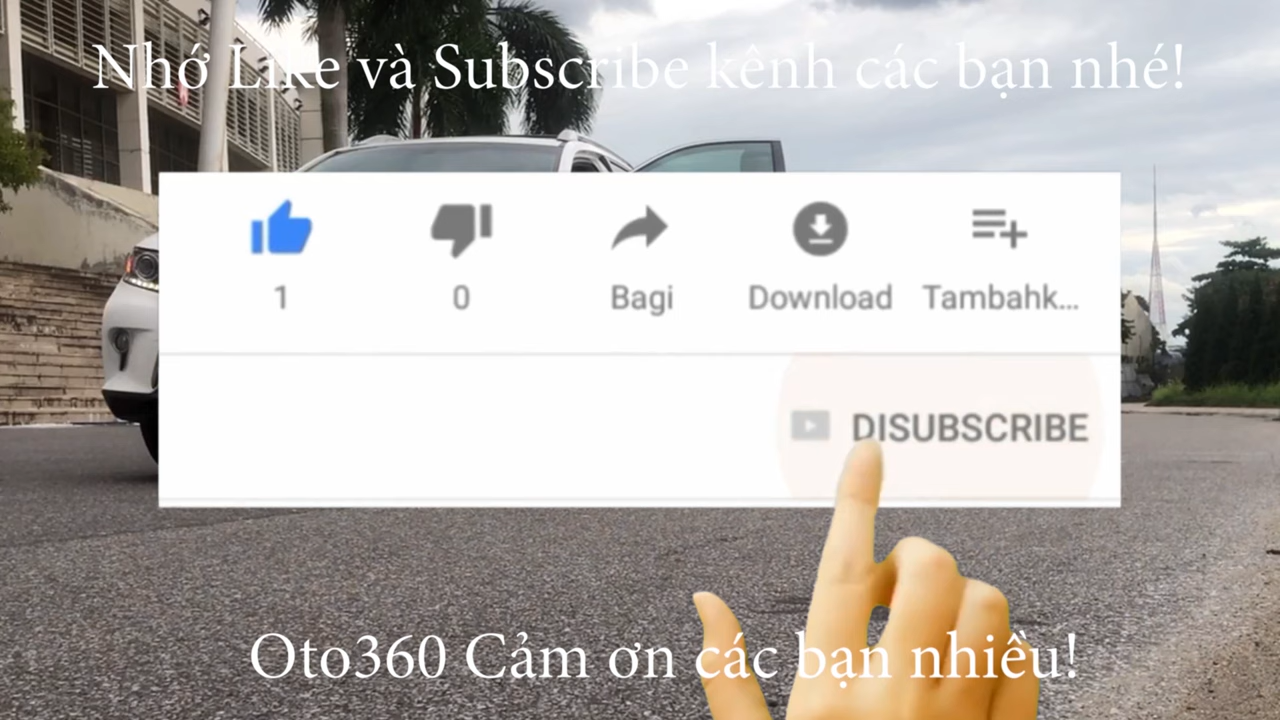 Nhớ Like và Subscribe kênh các bạn nhé!
1 0 Bagi Download Tambahk...
DISUBSCRIBE
Oto360 Cảm ơn các bạn nhiều!